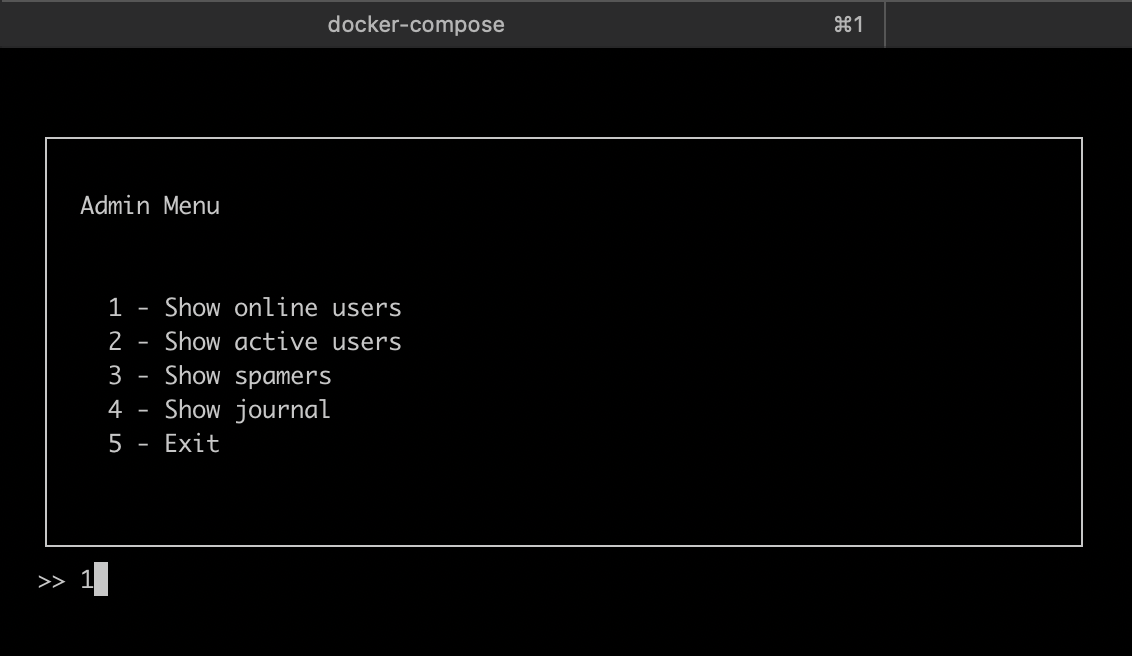 docker-compose ⌘1
Admin Menu
1 - Show online users
2 - Show active users
3 - Show spamers
4 - Show journal
5 - Exit
>> 1